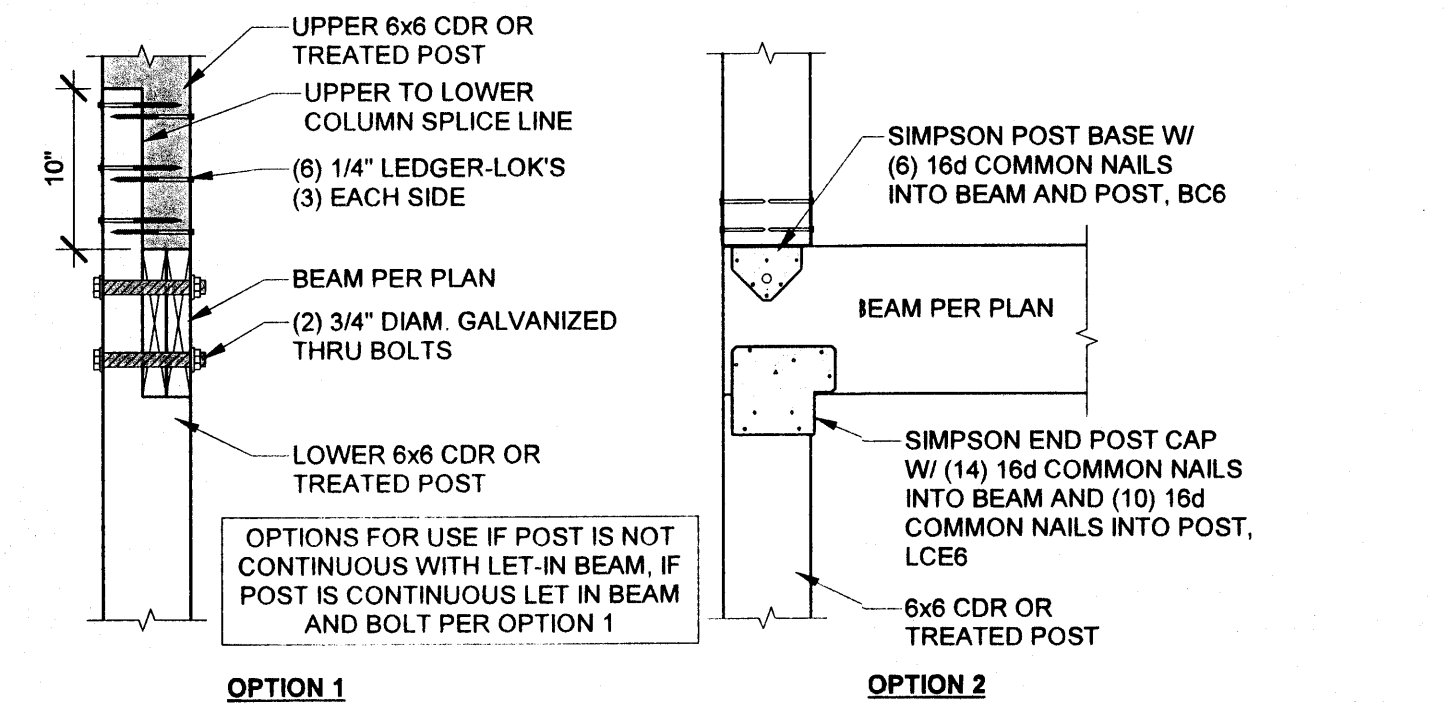 UPPER 6x6 CDR OR
TREATED POST
UPPER TO LOWER
COLUMN SPLICE LINE
10"
(6) 1/4" LEDGER-LOK'S
(3) EACH SIDE
BEAM PER PLAN
(2) 3/4" DIAM. GALVANIZED
THRU BOLTS
LOWER 6x6 CDR OR
TREATED POST
OPTIONS FOR USE IF POST IS NOT
CONTINUOUS WITH LET-IN BEAM, IF
POST IS CONTINUOUS LET IN BEAM
AND BOLT PER OPTION 1
OPTION 1
SIMPSON POST BASE W/
(6) 16d COMMON NAILS
INTO BEAM AND POST, BC6
BEAM PER PLAN
SIMPSON END POST CAP
W/ (14) 16d COMMON NAILS
INTO BEAM AND (10) 16d
COMMON NAILS INTO POST,
LCE6
6x6 CDR OR
TREATED POST
OPTION 2